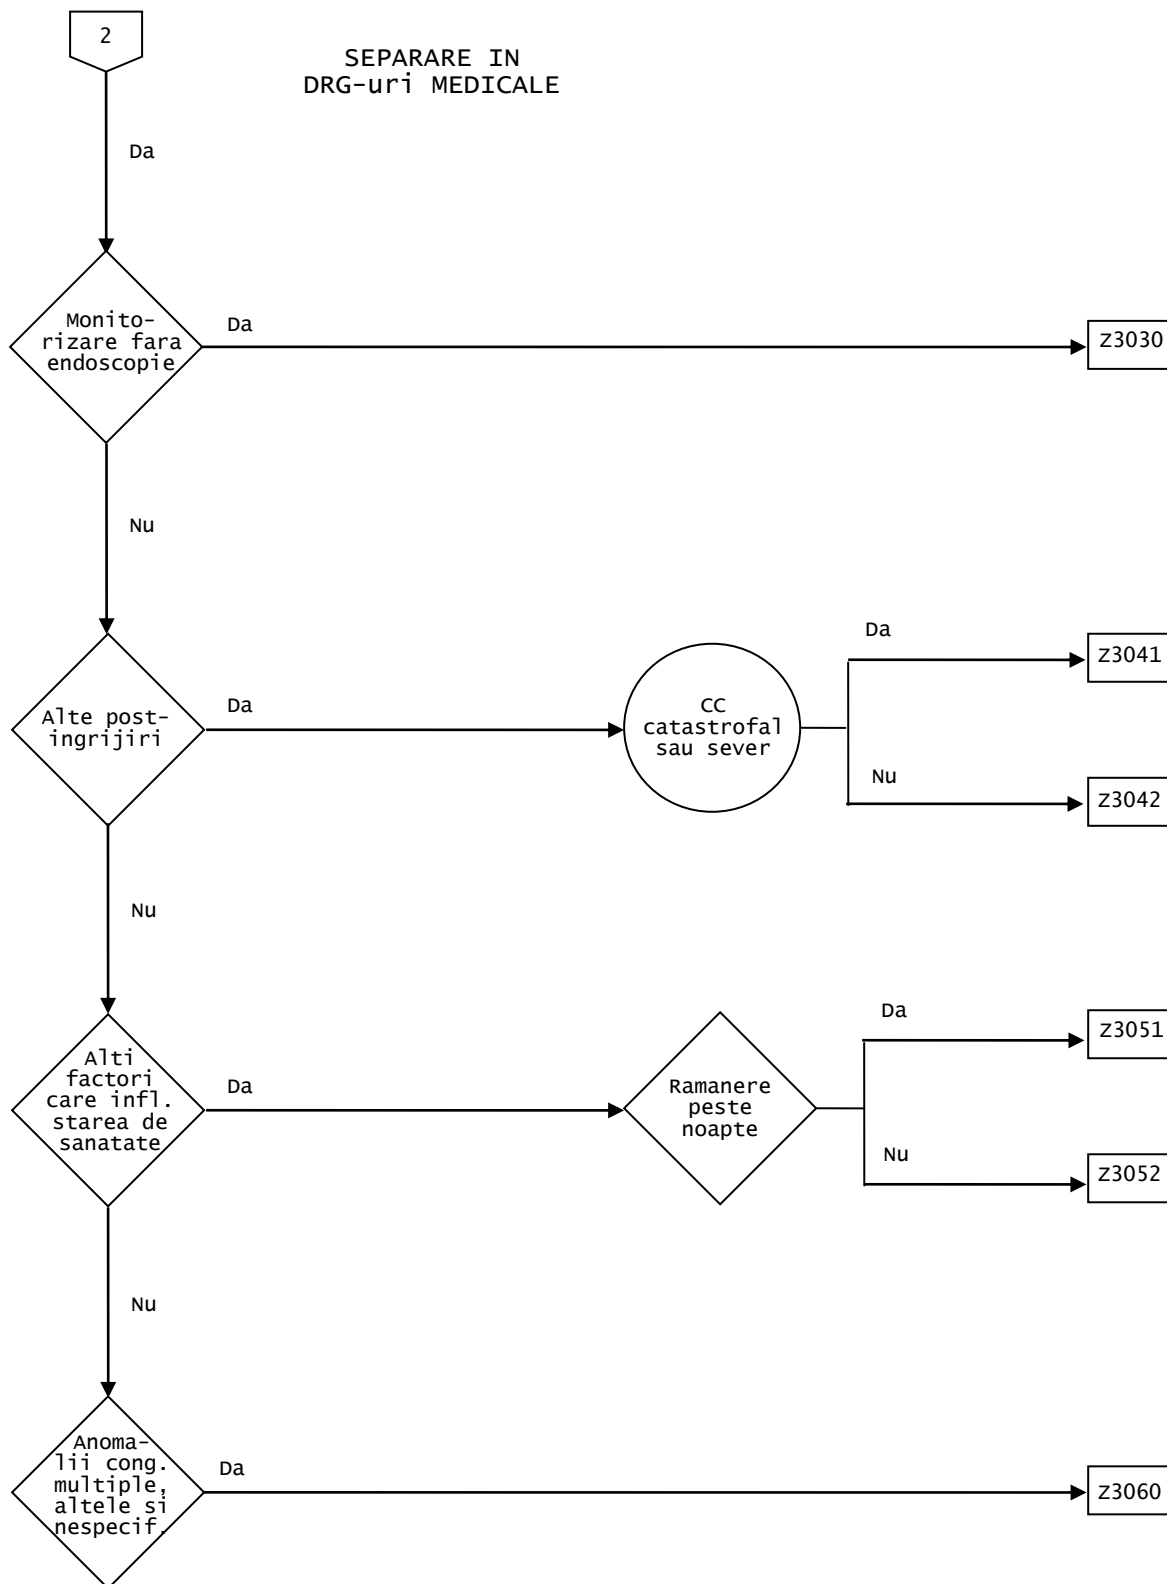 2
SEPARARE IN
DRG-uri MEDICALE
Da
Monito-
rizare fara
endoscopie
Da
Z3030
Nu
Alte post-
ingrijiri
Da
CC
catastrofal
sau sever
Da
Z3041
Nu
Z3042
Nu
Alti
factori
care infl.
starea de
sanatate
Da
Ramanere
peste
noapte
Da
Z3051
Nu
Z3052
Nu
Anoma-
lii cong.
multiple,
altele si
nespecif.
Da
Z3060